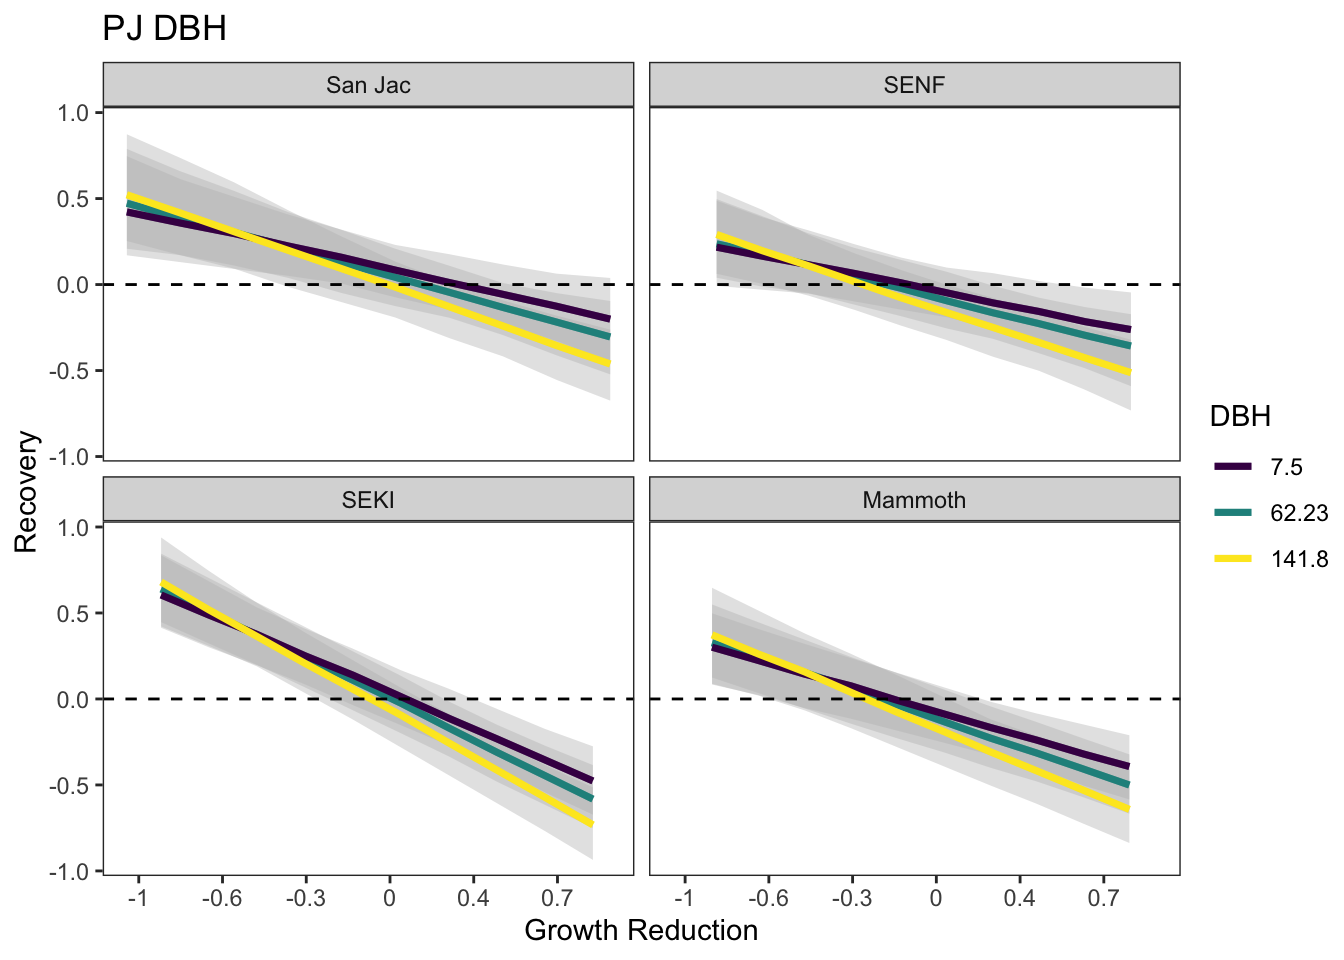 PJ DBH
San Jac
SENF
1.0
0.5
0.0
-0.5
-1.0
SEKI
Mammoth
1.0
0.5
0.0
-0.5
-1.0
-1 -0.6 -0.3 0 0.4 0.7
-1 -0.6 -0.3 0 0.4 0.7
Growth Reduction
Recovery
DBH
7.5
62.23
141.8